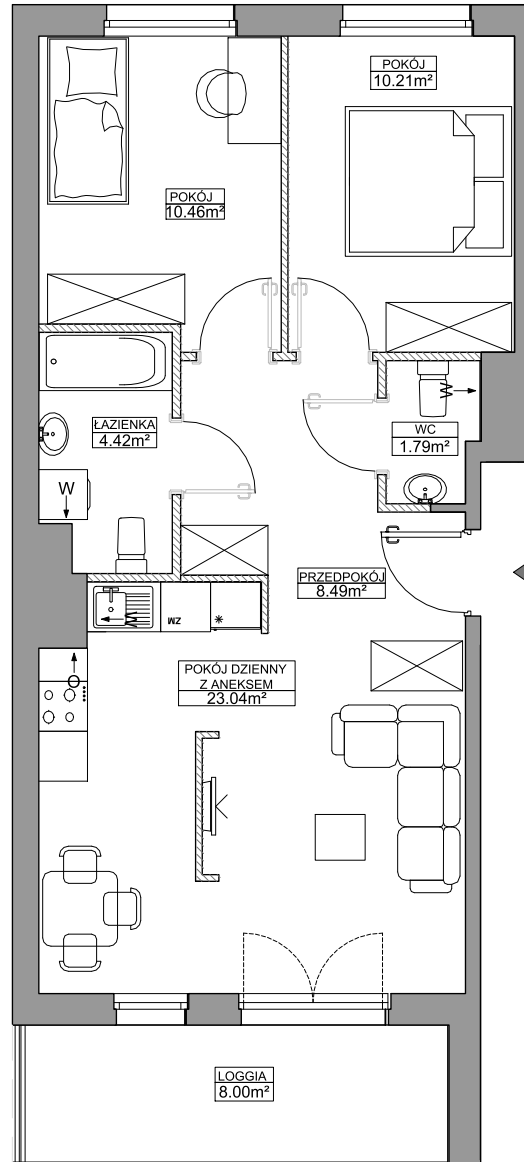 POKÓJ
10.21m²
POKÓJ
10.46m²
ŁAZIENKA
4.42m²
WC
1.79m²
W
W
PRZEDPOKÓJ
8.49m²
W
ZM
*
O
POKÓJ DZIENNY
Z ANEKSEM
23.04m²
LOGGIA
8.00m²